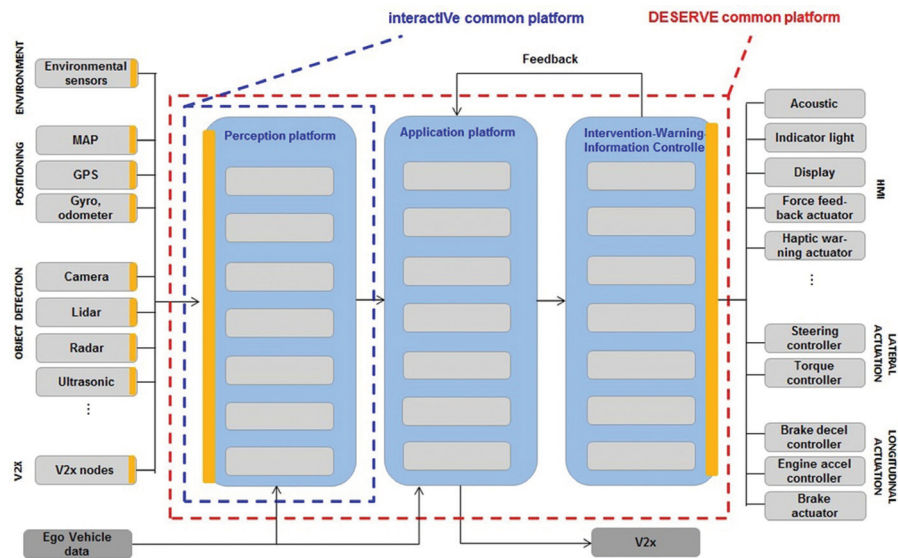 interactIVe common platform
DESERVE common platform
Feedback
ENVIRONMENT
Environmental
sensors
POSITIONING
MAP
GPS
Gyro,
odometer
OBJECT DETECTION
Camera
Lidar
Radar
Ultrasonic
...
V2X
V2x nodes
Ego Vehicle
data
Perception platform
Application platform
Intervention-Warning-
Information Controlle
V2x
Acoustic
Indicator light
Display
Force feed-
back actuator
Haptic war-
ning actuator
...
HMI
Steering
controller
Torque
controller
LATERAL
ACTUATION
Brake decel
controller
Engine accel
controller
Brake
actuator
LONGITUDINAL
ACTUATION